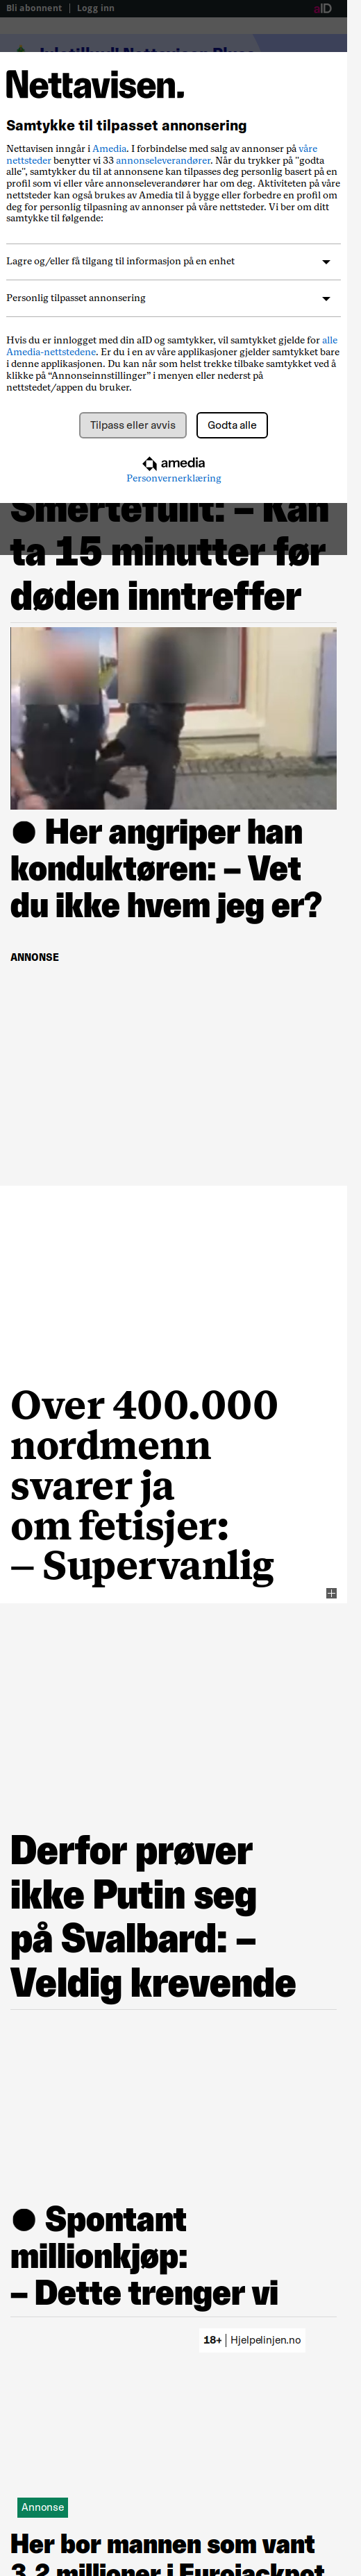 Bli abonnent | Logg inn
aID
Nettavisen.
Samtykke til tilpasset annonsering
Nettavisen inngår i Amedia. I forbindelse med salg av annonser på våre
nettsteder benytter vi 33 annonseleverandører. Når du trykker på "godta
alle", samtykker du til at annonsene kan tilpasses deg personlig basert på en
profil som vi eller våre annonseleverandører har om deg. Aktiviteten på våre
nettsteder kan også brukes av Amedia til å bygge eller forbedre en profil om
deg for personlig tilpasning av annonser på våre nettsteder. Vi ber om ditt
samtykke til følgende:
Lagre og/eller få tilgang til informasjon på en enhet
Personlig tilpasset annonsering
Hvis du er innlogget med din aID og samtykker, vil samtykket gjelde for alle
Amedia-nettstedene. Er du i en av våre applikasjoner gjelder samtykket bare
i denne applikasjonen. Du kan når som helst trekke tilbake samtykket ved å
klikke på “Annonseinnstillinger” i menyen eller nederst på
nettstedet/appen du bruker.
Tilpass eller avvis
Godta alle
amedia
Personvernerklæring
Smertefullt: – Kan
ta 15 minutter før
døden inntreffer
● Her angriper han
konduktøren: – Vet
du ikke hvem jeg er?
ANNONSE
Over 400.000
nordmenn
svarer ja
om fetisjer:
– Supervanlig
Derfor prøver
ikke Putin seg
på Svalbard: –
Veldig krevende
● Spontant
millionkjøp:
– Dette trenger vi
18+ | Hjelpelinjen.no
Annonse
Her bor mannen som vant
3,2 millioner i Eurojackpot